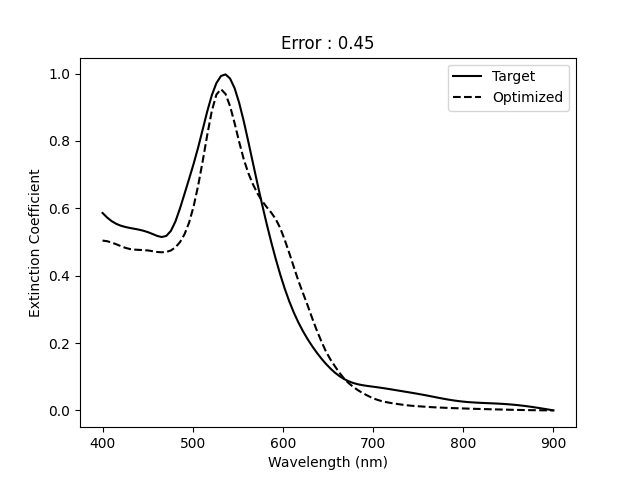 Error : 0.45
Target
Optimized
Extinction Coefficient
1.0
0.8
0.6
0.4
0.2
0.0
400 500 600 700 800 900
Wavelength (nm)